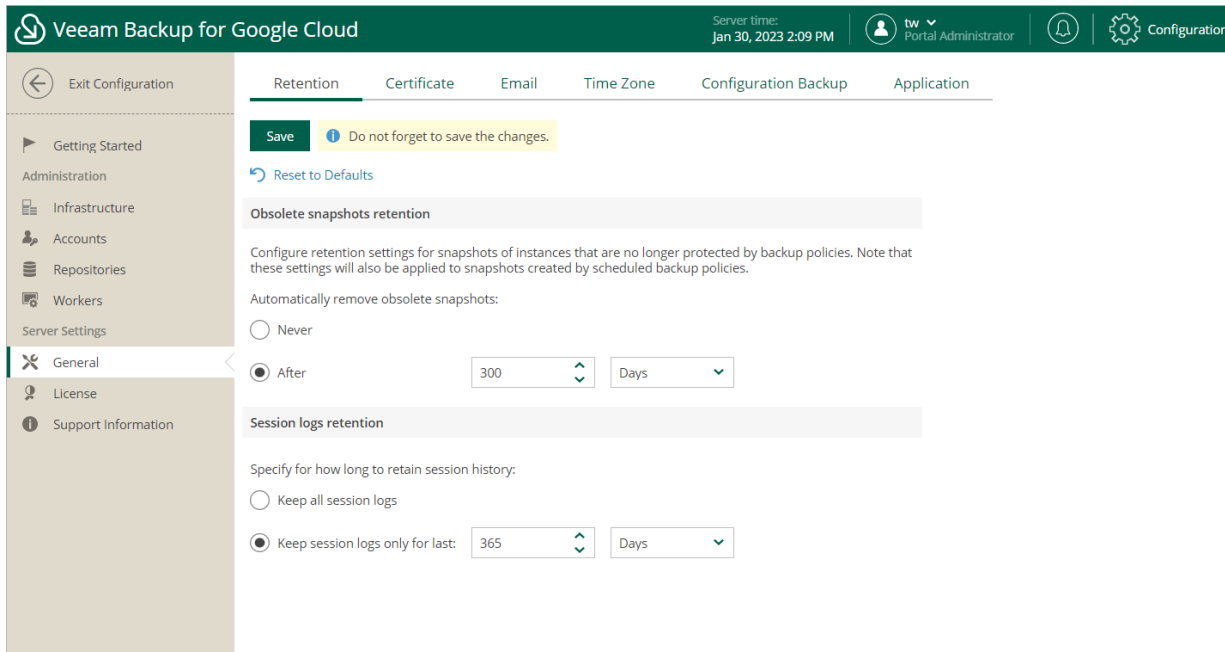 Veeam Backup for Google Cloud
Server time:
Jan 30, 2023 2:09 PM
tw
Portal Administrator
Configuration
Exit Configuration
Getting Started
Administration
Infrastructure
Accounts
Repositories
Workers
Server Settings
General
License
Support Information
Retention Certificate Email Time Zone Configuration Backup Application
Save Do not forget to save the changes.
Reset to Defaults
Obsolete snapshots retention
Configure retention settings for snapshots of instances that are no longer protected by backup policies. Note that
these settings will also be applied to snapshots created by scheduled backup policies.
Automatically remove obsolete snapshots:
Never
After 300 Days
Session logs retention
Specify for how long to retain session history:
Keep all session logs
Keep session logs only for last: 365 Days